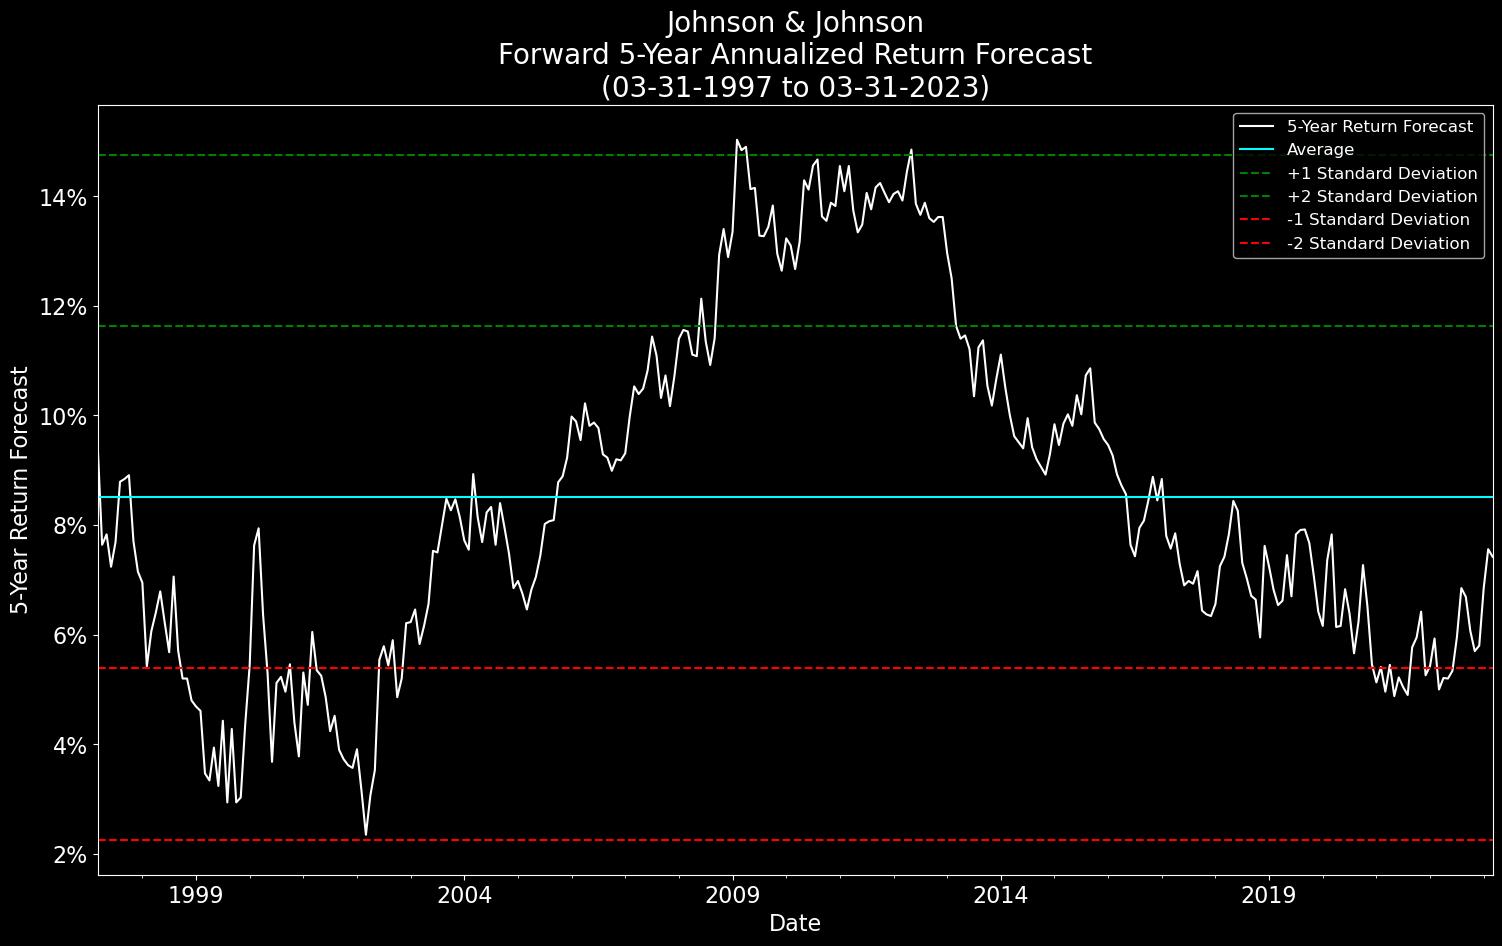 Johnson & Johnson
Forward 5-Year Annualized Return Forecast
(03-31-1997 to 03-31-2023)
5-Year Return Forecast
Average
+1 Standard Deviation
+2 Standard Deviation
-1 Standard Deviation
-2 Standard Deviation
14%
12%
10%
8%
6%
4%
2%
5-Year Return Forecast
1999
2004
2009
2014
2019
Date